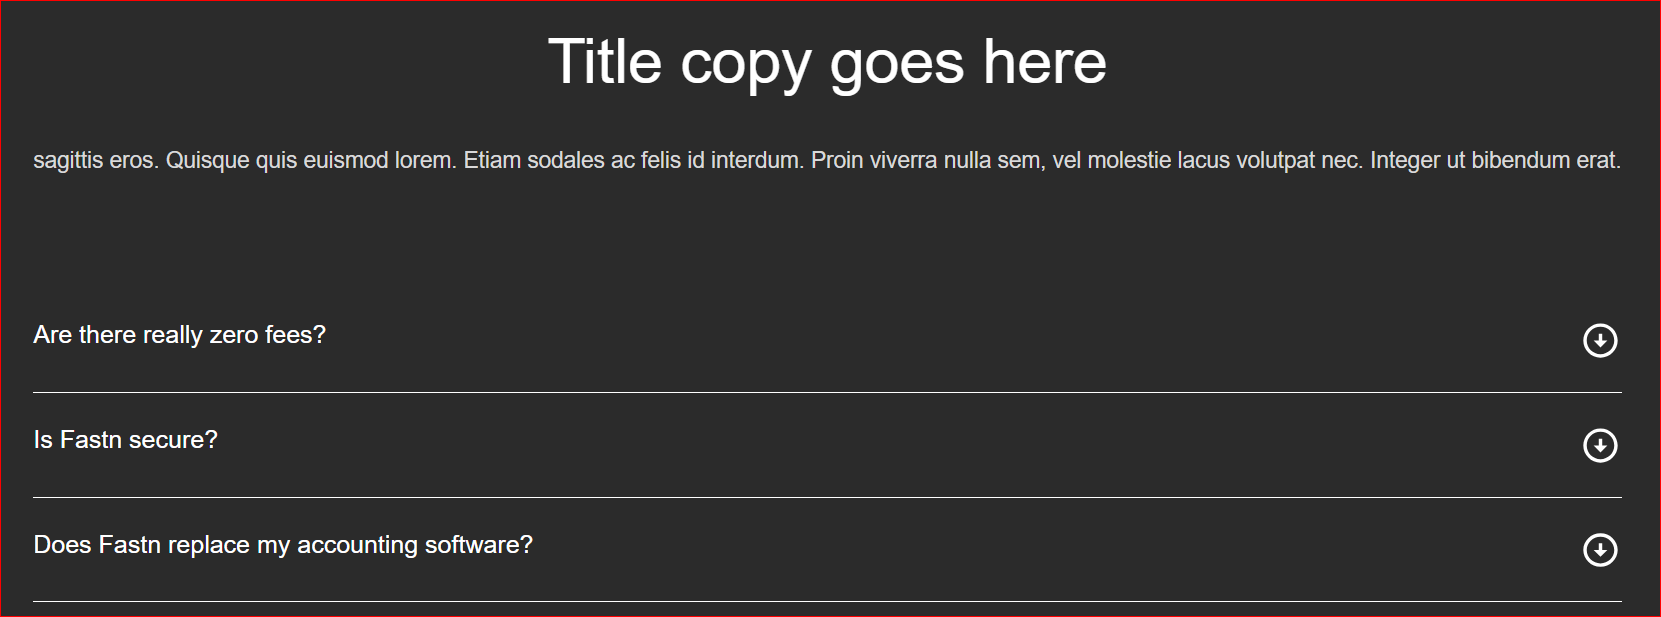 Title copy goes here
sagittis eros. Quisque quis euismod lorem. Etiam sodales ac felis id interdum. Proin viverra nulla sem, vel molestie lacus volutpat nec. Integer ut bibendum erat.
Are there really zero fees?
Is Fastn secure?
Does Fastn replace my accounting software?